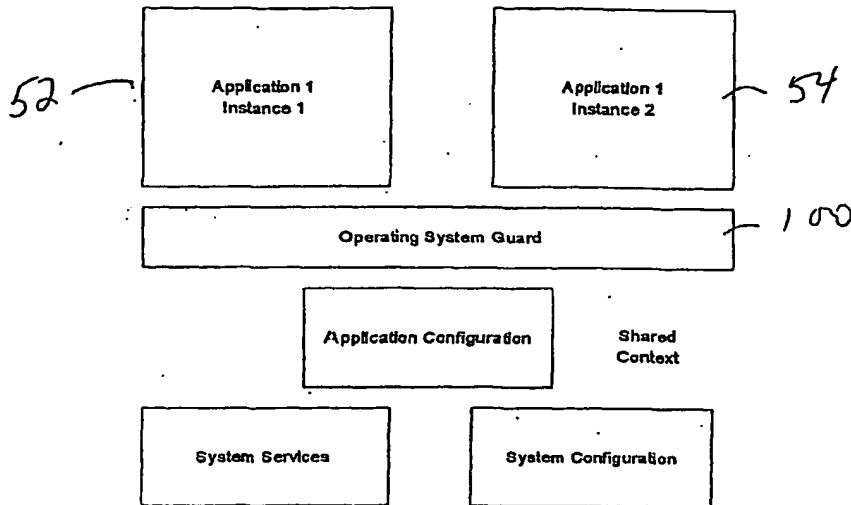 52
Application 1
Instance 1
Application 1
Instance 2
54
Operating System Guard
100
Application Configuration
Shared
Context
System Services
System Configuration